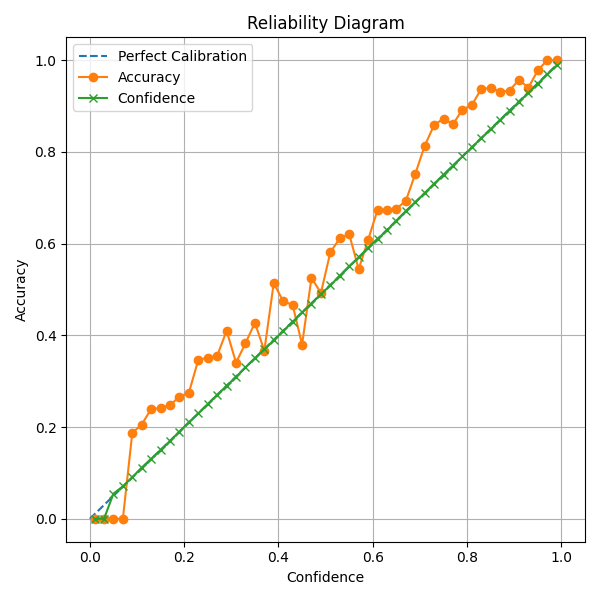 Reliability Diagram
Perfect Calibration
Accuracy
Confidence
1.0
0.8
0.6
0.4
0.2
0.0
Accuracy
0.0 0.2 0.4 0.6 0.8 1.0
Confidence